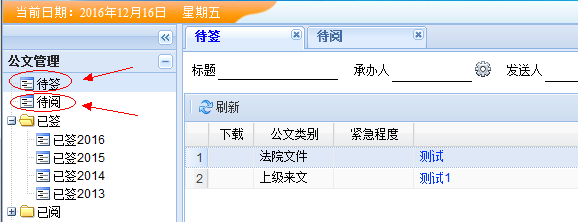 当前日期：2016年12月16日 星期五
公文管理
待签
待阅
已签
已签2016
已签2015
已签2014
已签2013
已阅
待签 待阅
标题 承办人 发送人
刷新
下载 公文类别 紧急程度
1 法院文件 测试
2 上级来文 测试1